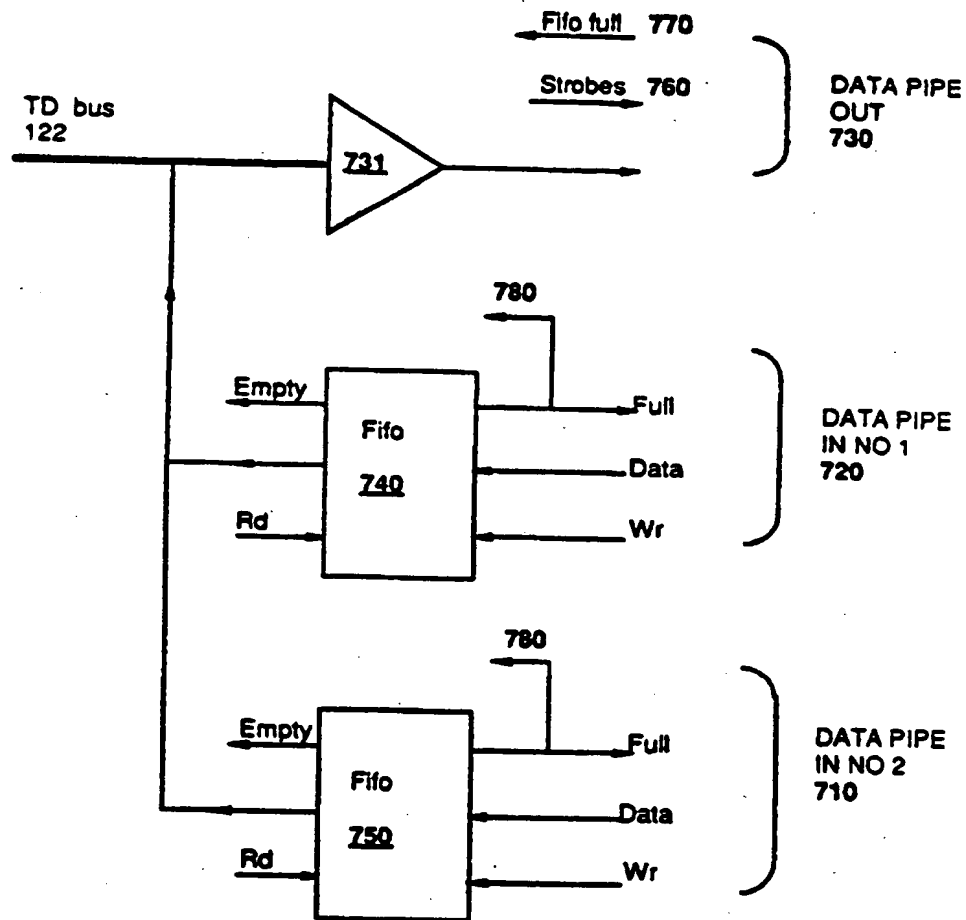 Fifo full 770
Strobes 760
DATA PIPE
OUT
730
TD bus
122
731
780
Empty
Fifo
740
Rd
Full
Data
Wr
DATA PIPE
IN NO 1
720
780
Empty
Fifo
750
Rd
Full
Data
Wr
DATA PIPE
IN NO 2
710